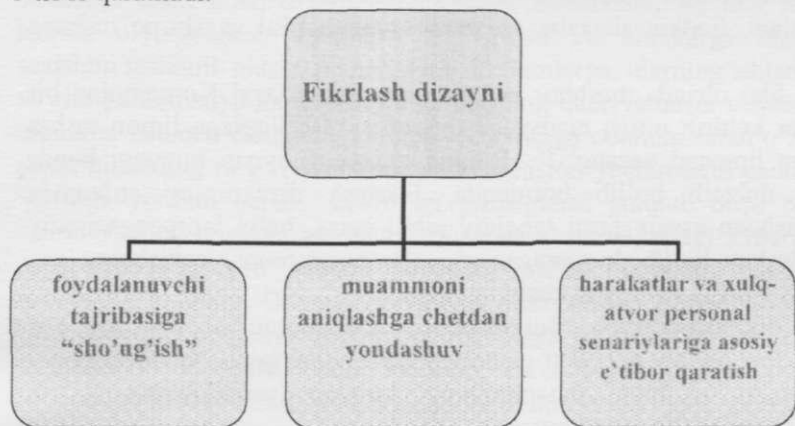 Fikrlash dizayni
foydalanuvchi
tajribasiga
“sho’ng’ish”
muammoni
aniqlashga chetdan
yondashuv
harakatlar va xulq-
atvor personal
senariylariga asosiy
e’tibor qaratish